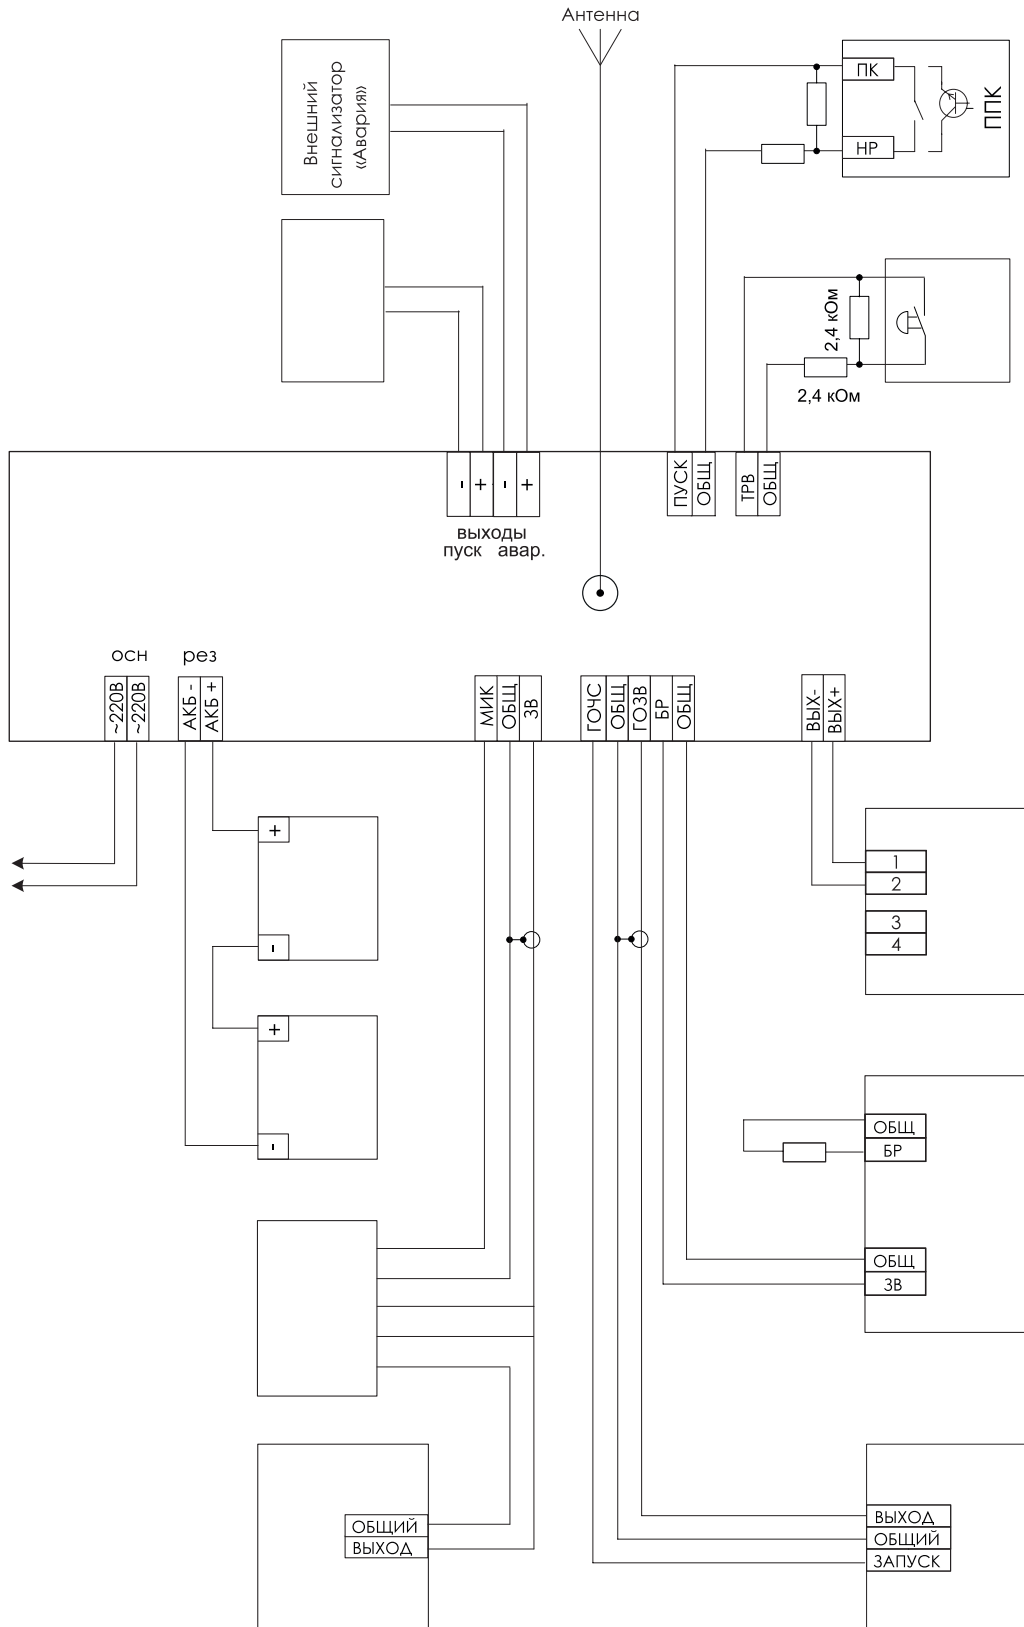 Антенна
Внешний
сигнализатор
«Авария»
ПК
НР
ППК
2,4 кОм
2,4 кОм
-
+
-
+
выходы
пуск авар.
ПУСК
ОБЩ
ТРВ
ОБЩ
осн
рез
~220В
~220В
АКБ -
АКБ +
МИК
ОБЩ
ЗВ
ГОЧС
ОБЩ
ГОЗВ
БР
ОБЩ
ВЫХ-
ВЫХ+
+
-
+
-
1
2
3
4
ОБЩ
БР
ОБЩ
ЗВ
ОБЩИЙ
ВЫХОД
ВЫХОД
ОБЩИЙ
ЗАПУСК